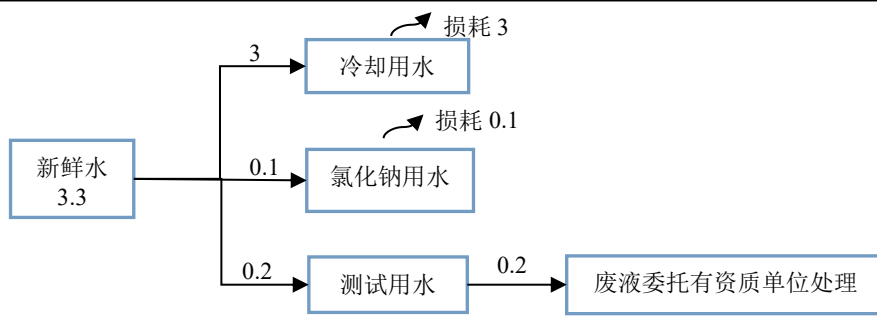 损耗 3
3
冷却用水
损耗 0.1
新鲜水
3.3
0.1
氯化钠用水
0.2
测试用水
0.2
废液委托有资质单位处理